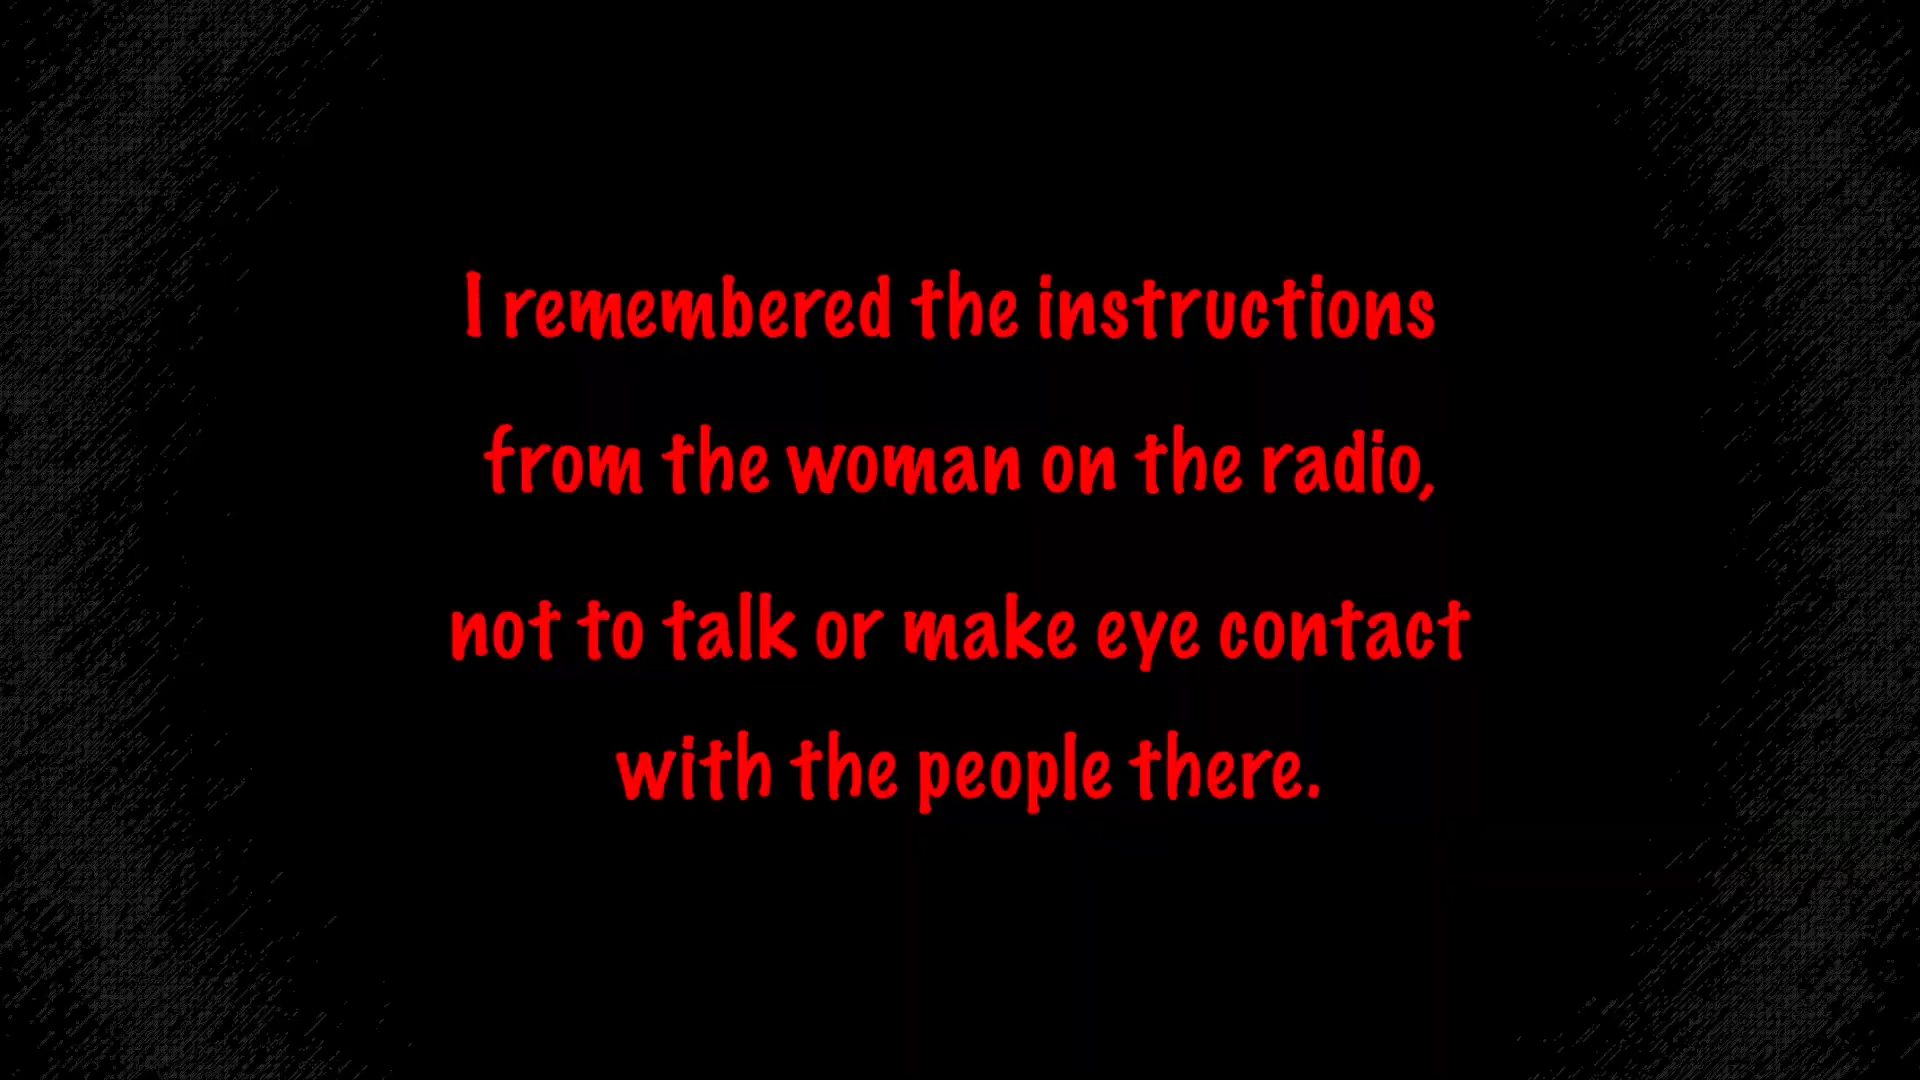 I remembered the instructions
from the woman on the radio,
not to talk or make eye contact
with the people there.